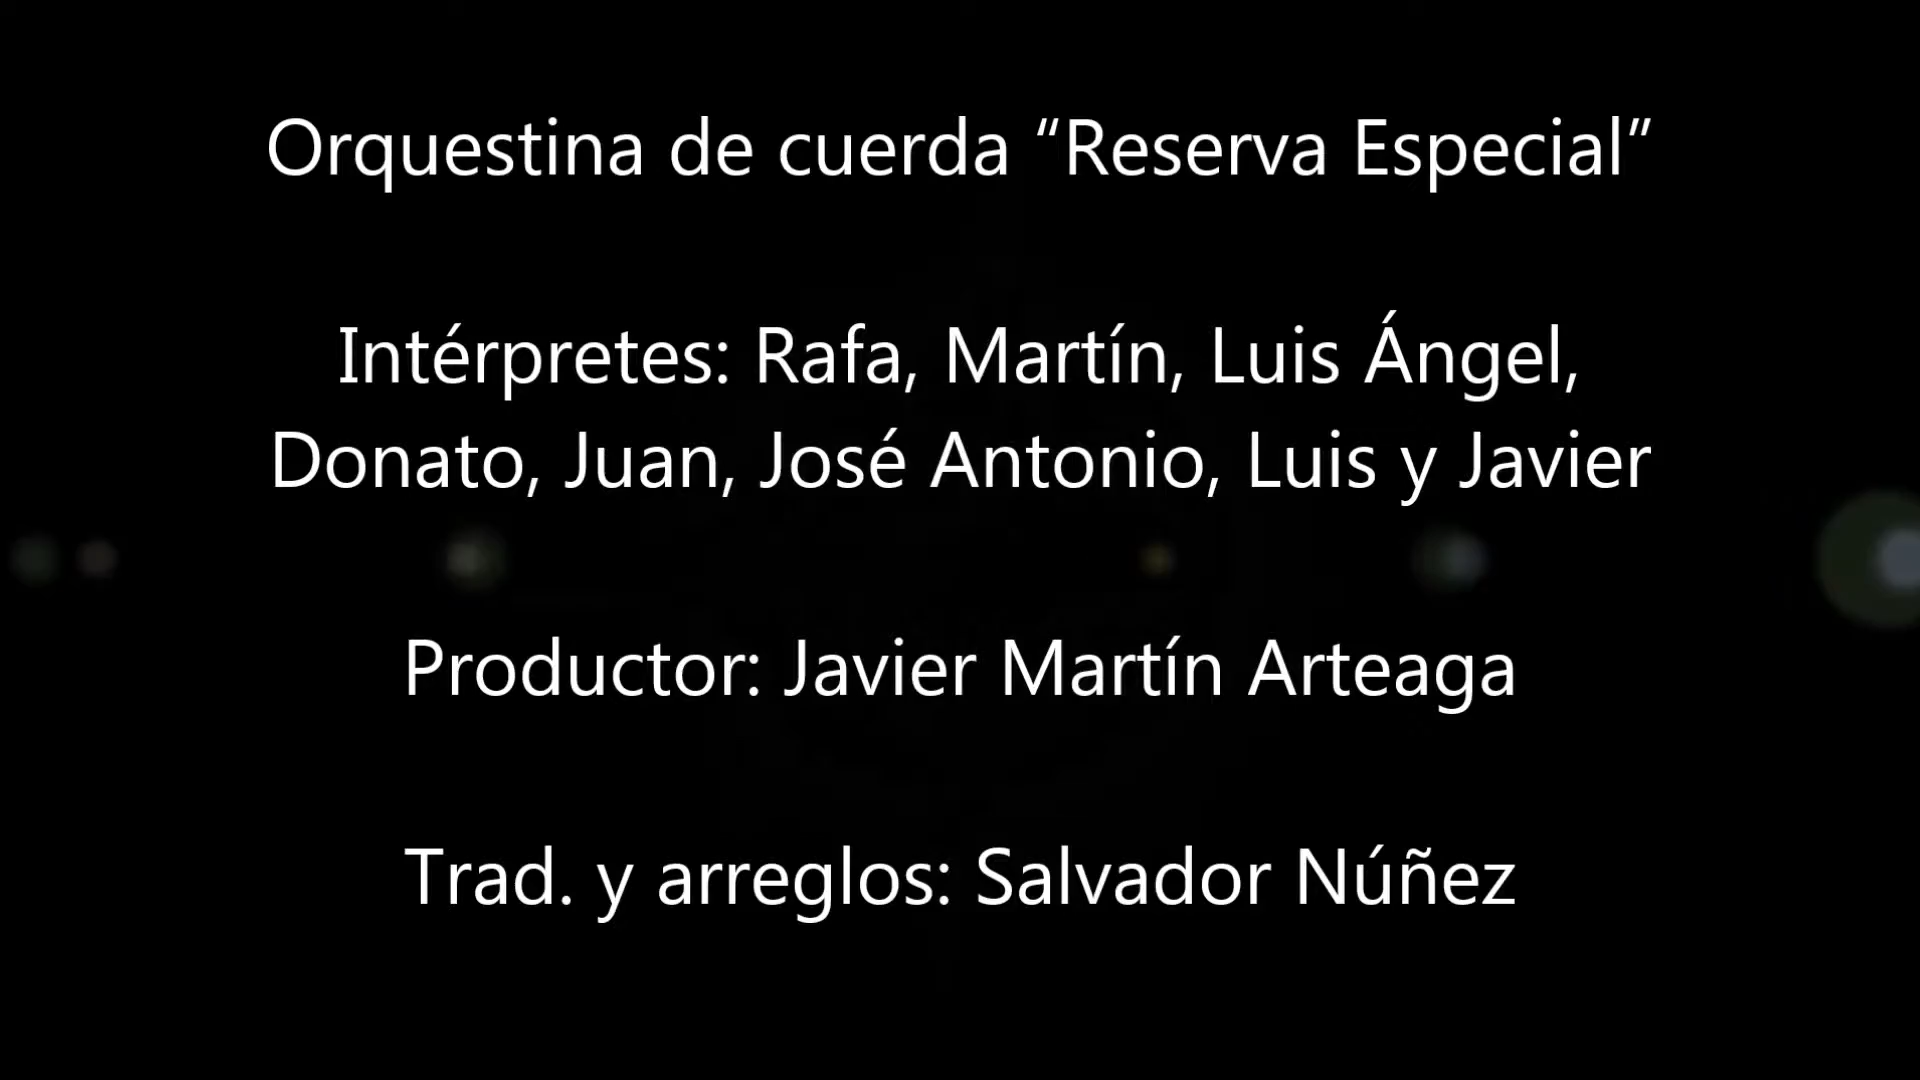 Orquestina de cuerda “Reserva Especial”
Intérpretes: Rafa, Martín, Luis Ángel,
Donato, Juan, José Antonio, Luis y Javier
Productor: Javier Martín Arteaga
Trad. y arreglos: Salvador Núñez